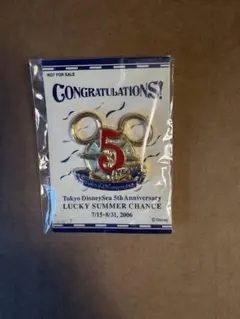 NOT FOR SALE
CONGRATULATIONS!
5
Tokyo DisneySea 5th Anniversary
LUCKY SUMMER CHANCE
7/15-8/31, 2006
© Disney